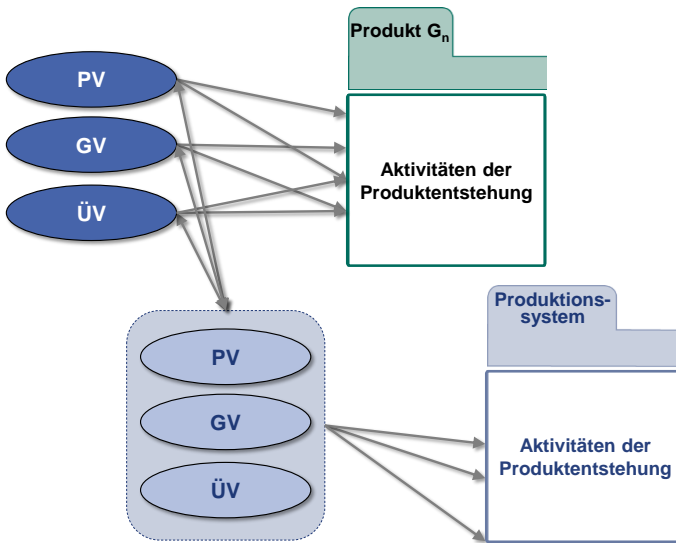 Produkt Gn
PV
GV
ÜV
Aktivitäten der
Produktentstehung
Produktions-
system
PV
GV
ÜV
Aktivitäten der
Produktentstehung